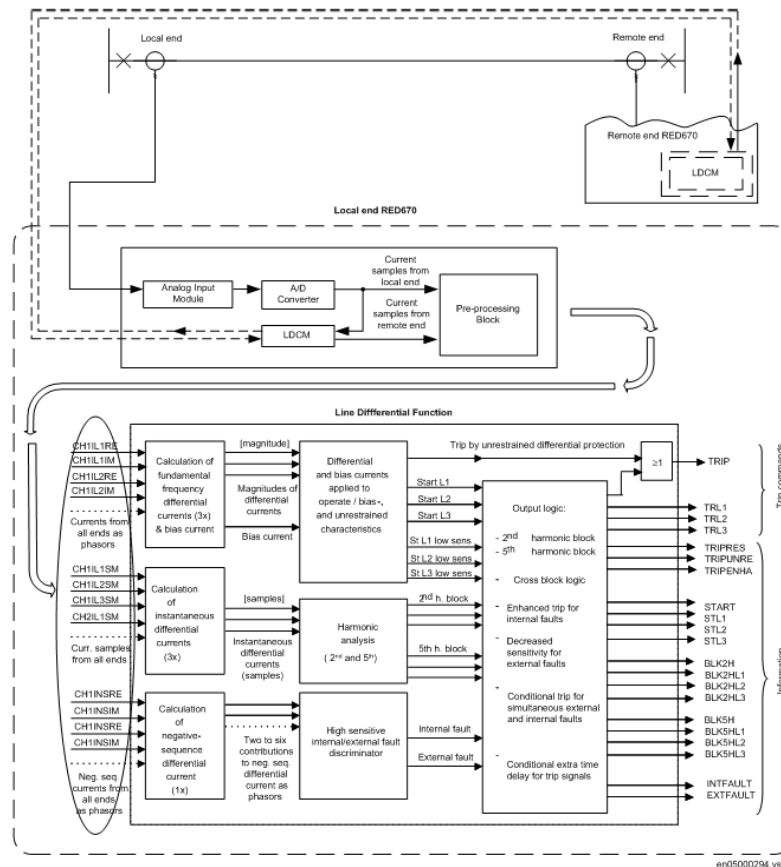 Local end
Remote end
Remote end RED670
LDCM
Local end RED670
Analog Input
Module
A/D
Converter
Current
samples from
local end
Current
samples from
remote end
LDCM
Pre-processing
Block
Line Diffferential Function
CH1IL1RE
CH1IL1IM
CH1IL2RE
CH1IL2IM
Currents from
all ends as
phasors
Calculation of
fundamental
frequency
differential
currents (3x)
& bias current
[magnitude]
Magnitudes of
differential
currents
Bias current
Differential
and bias currents
applied to
operate / bias-,
and unrestrained
characteristics
Trip by unrestrained differential protection
Start L1
Start L2
Start L3
St L1 low sens
St L2 low sens
St L3 low sens
≥1
TRIP
Trip commands
Output logic:
- 2nd harmonic block
- 5th harmonic block
- Cross block logic
- Enhanced trip for
internal faults
- Decreased
sensitivity for
external faults
- Conditional trip for
simultaneous external
and internal faults
- Conditional extra time
delay for trip signals
TRL1
TRL2
TRL3
TRIPRES
TRIPUNRE
TRIPENHA
START
STL1
STL2
STL3
BLK2H
BLK2HL1
BLK2HL2
BLK2HL3
BLK5H
BLK5HL1
BLK5HL2
BLK5HL3
INTFAULT
EXTFAULT
Information
CH1IL1SM
CH1IL2SM
CH1IL3SM
CH2IL1SM
Curr. samples
from all ends
Calculation
of
instantaneous
differential
currents
(3x)
[samples]
Instantaneous
differential
currents
(samples)
Harmonic
analysis
( 2nd and 5th)
2nd h. block
5th h. block
CH1INSRE
CH1INSIM
CH1INSRE
CH1INSIM
Neg. seq.
currents from
all ends
as phasors
Calculation
of
negative-
sequence
differential
current
(1x)
Two to six
contributions
to neg. seq.
differential
current as
phasors
High sensitive
internal/external fault
discriminator
Internal fault
External fault